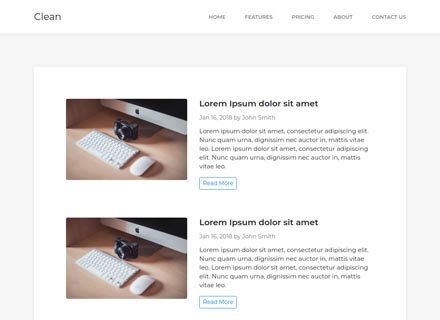 Clean
HOME FEATURES PRICING ABOUT CONTACT US
Lorem Ipsum dolor sit amet
Jan 16, 2018 by John Smith
Lorem ipsum dolor sit amet, consectetur adipiscing elit.
Nunc quam urna, dignissim nec auctor in, mattis vitae
leo. Lorem ipsum dolor sit amet, consectetur adipiscing
elit. Nunc quam urna, dignissim nec auctor in, mattis
vitae leo.
Read More
Lorem Ipsum dolor sit amet
Jan 16, 2018 by John Smith
Lorem ipsum dolor sit amet, consectetur adipiscing elit.
Nunc quam urna, dignissim nec auctor in, mattis vitae
leo. Lorem ipsum dolor sit amet, consectetur adipiscing
elit. Nunc quam urna, dignissim nec auctor in, mattis
vitae leo.
Read More